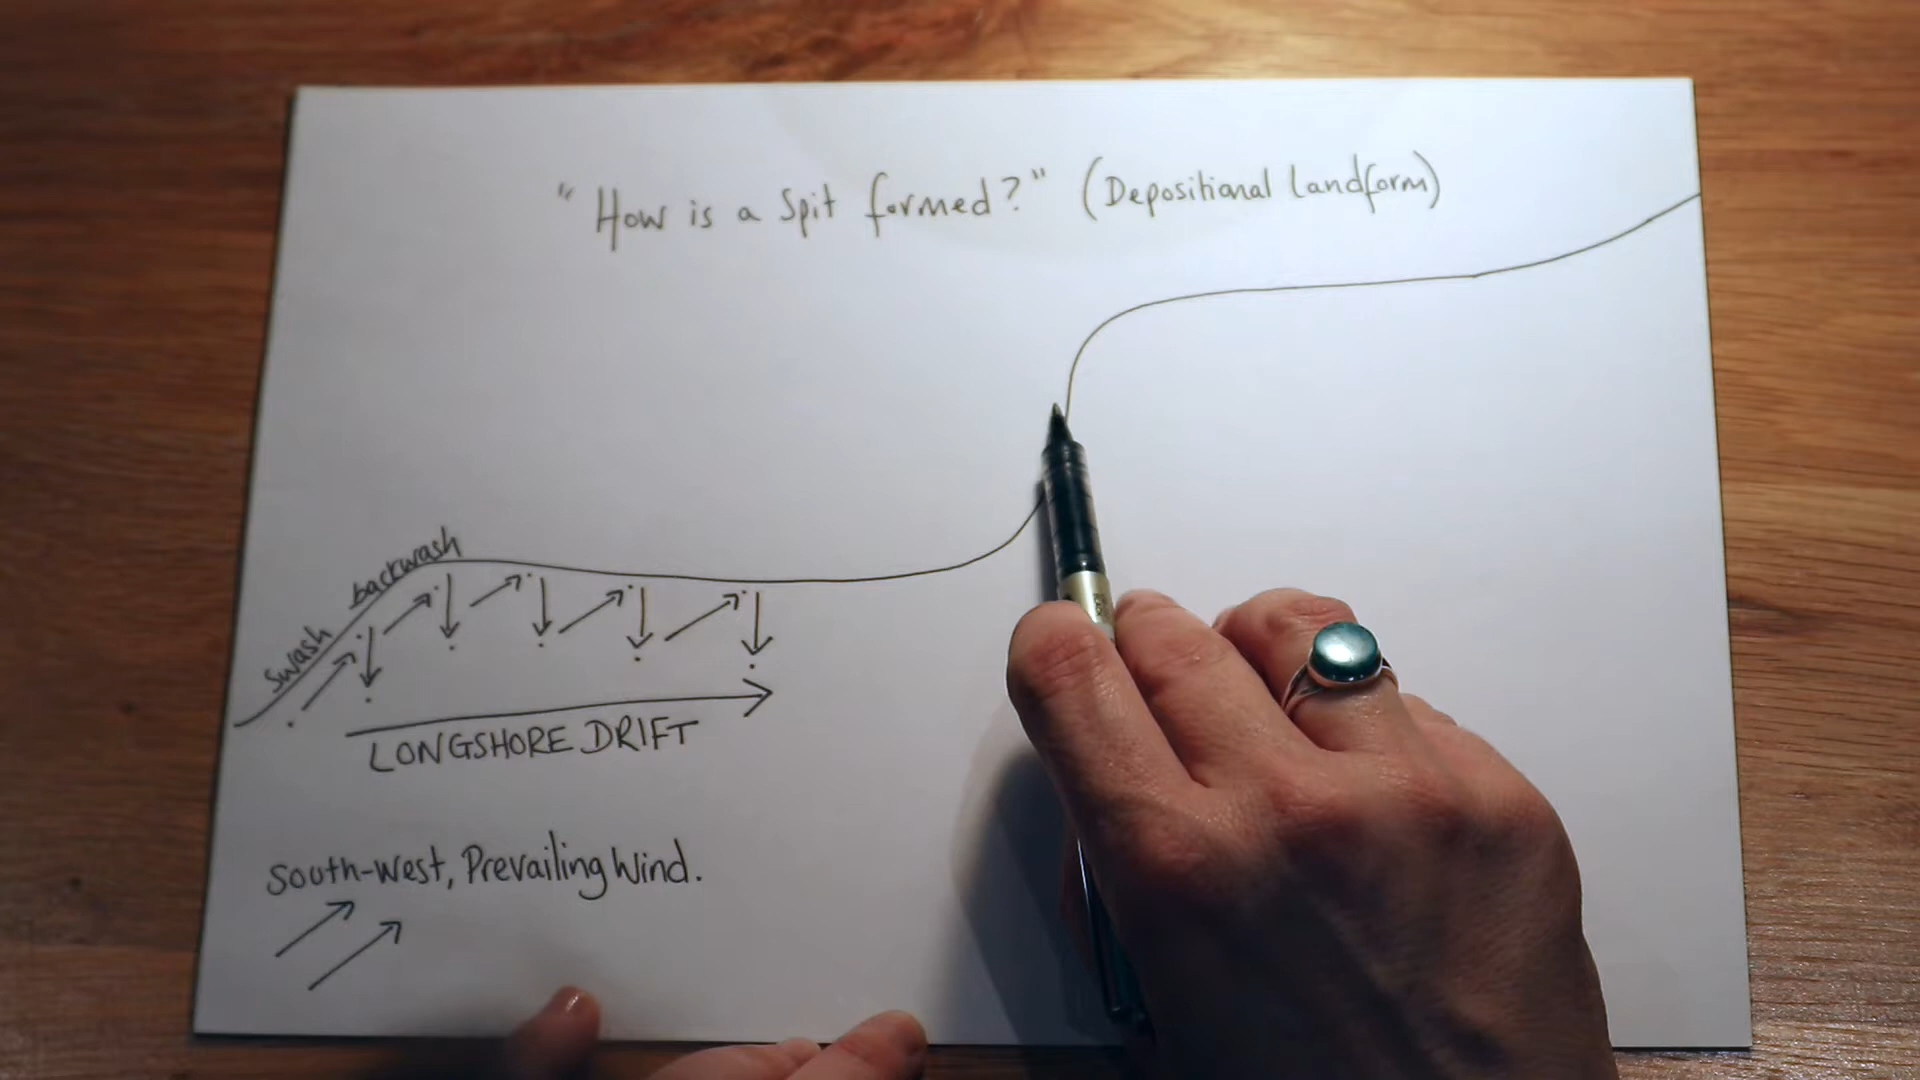 "How is a Spit formed?" (Depositional Landform)
backwash
Swash
LONGSHORE DRIFT
South-West, Prevailing Wind.